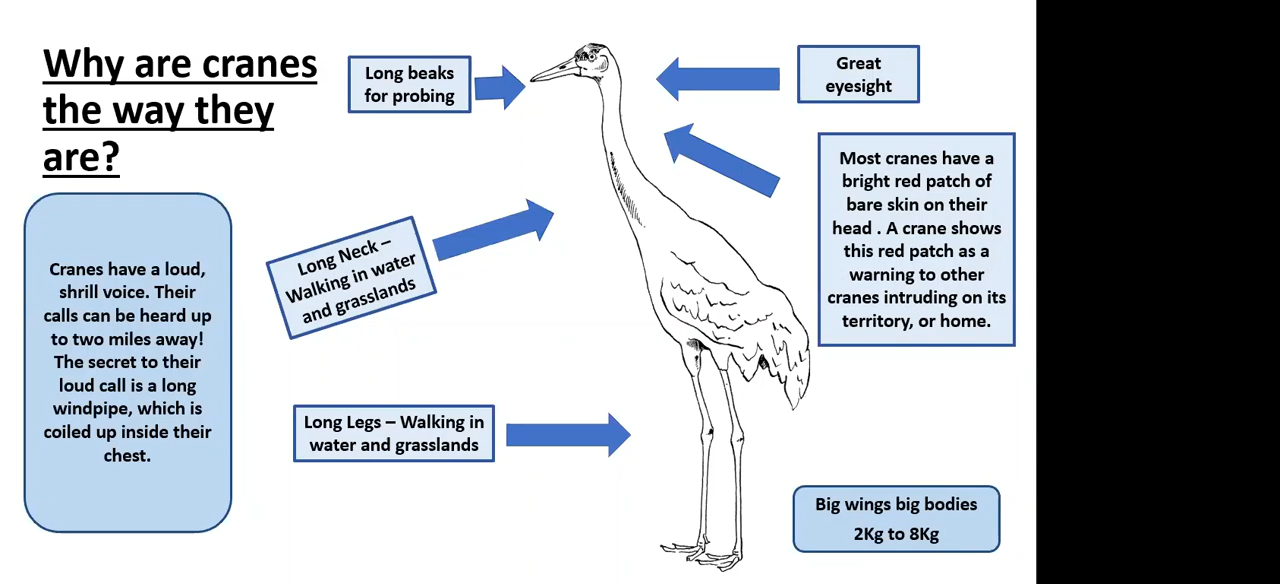 Why are cranes
the way they
are?
Long beaks
for probing
Great
eyesight
Most cranes have a
bright red patch of
bare skin on their
head . A crane shows
this red patch as a
warning to other
cranes intruding on its
territory, or home.
Long Neck –
Walking in water
and grasslands
Cranes have a loud,
shrill voice. Their
calls can be heard up
to two miles away!
The secret to their
loud call is a long
windpipe, which is
coiled up inside their
chest.
Long Legs – Walking in
water and grasslands
Big wings big bodies
2Kg to 8Kg